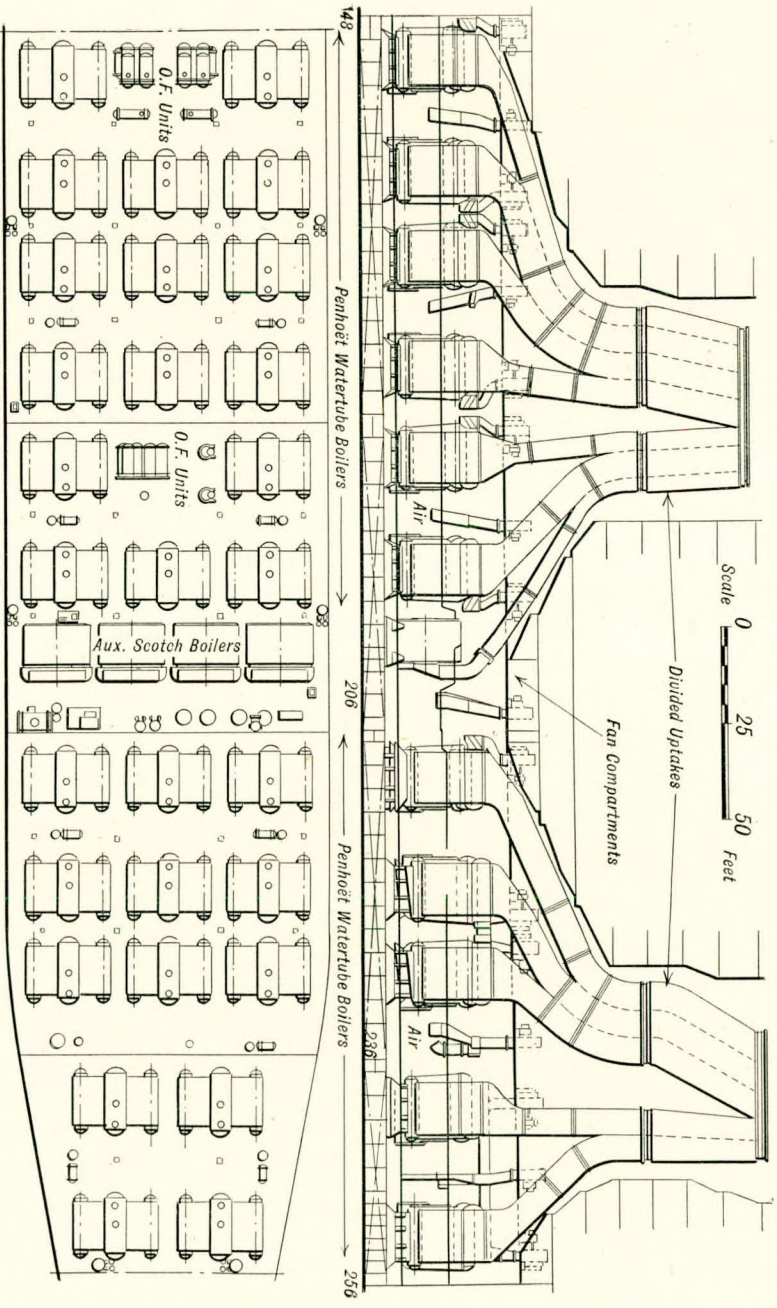 Scale 0 25 50 Feet
Divided Uptakes
Fan Compartments
Air
Air
148
206
236
256
Penhoët Watertube Boilers
Penhoët Watertube Boilers
O.F. Units
O.F. Units
Aux. Scotch Boilers